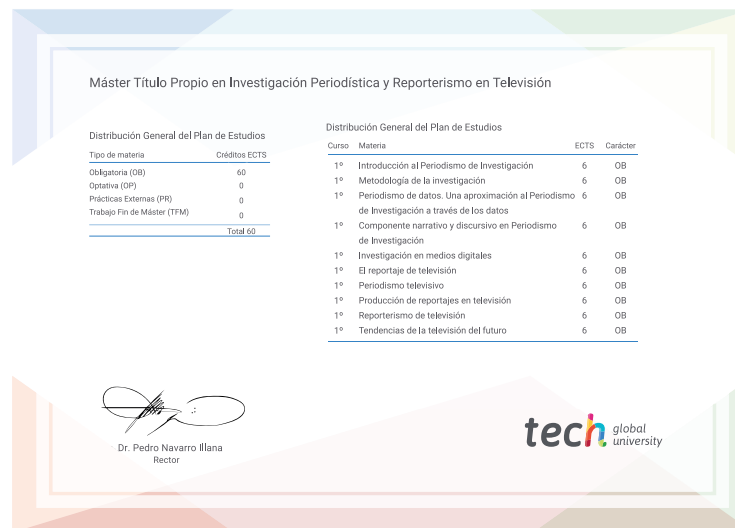 Máster Título Propio en Investigación Periodística y Reporterismo en Televisión
Distribución General del Plan de Estudios
Tipo de materia Créditos ECTS
Obligatoria (OB) 60
Optativa (OP) 0
Prácticas Externas (PR) 0
Trabajo Fin de Máster (TFM) 0
Total 60
Distribución General del Plan de Estudios
Curso Materia ECTS Carácter
1º Introducción al Periodismo de Investigación 6 OB
1º Metodología de la investigación 6 OB
1º Periodismo de datos. Una aproximación al Periodismo 6 OB
de Investigación a través de los datos
1º Componente narrativo y discursivo en Periodismo 6 OB
de Investigación
1º Investigación en medios digitales 6 OB
1º El reportaje de televisión 6 OB
1º Periodismo televisivo 6 OB
1º Producción de reportajes en televisión 6 OB
1º Reporterismo de televisión 6 OB
1º Tendencias de la televisión del futuro 6 OB
Dr. Pedro Navarro Illana
Rector
tech global
university